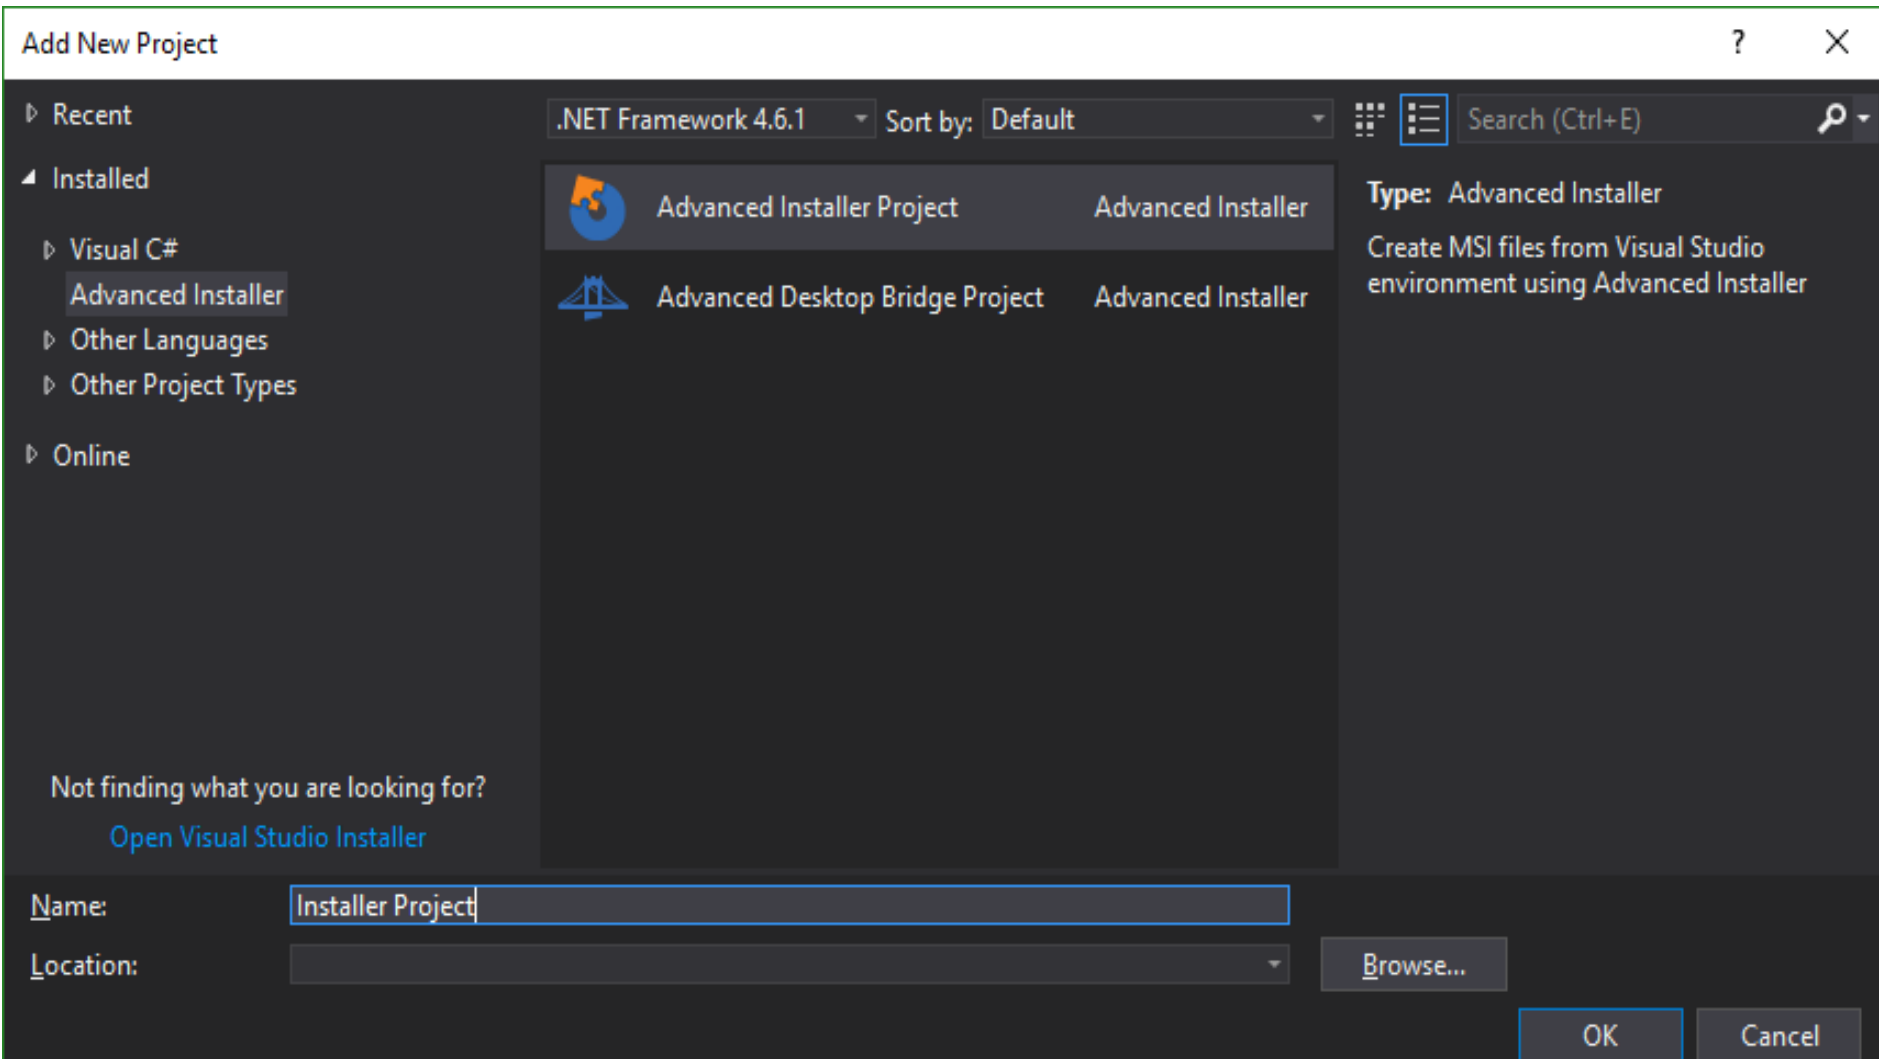 Add New Project
?
Recent
.NET Framework 4.6.1
Sort by:
Default
Search (Ctrl+E)
Installed
Visual C#
Advanced Installer
Other Languages
Other Project Types
Online
Advanced Installer Project
Advanced Installer
Advanced Desktop Bridge Project
Advanced Installer
Type: Advanced Installer
Create MSI files from Visual Studio
environment using Advanced Installer
Not finding what you are looking for?
Open Visual Studio Installer
Name:
Installer Project
Location:
Browse...
OK
Cancel